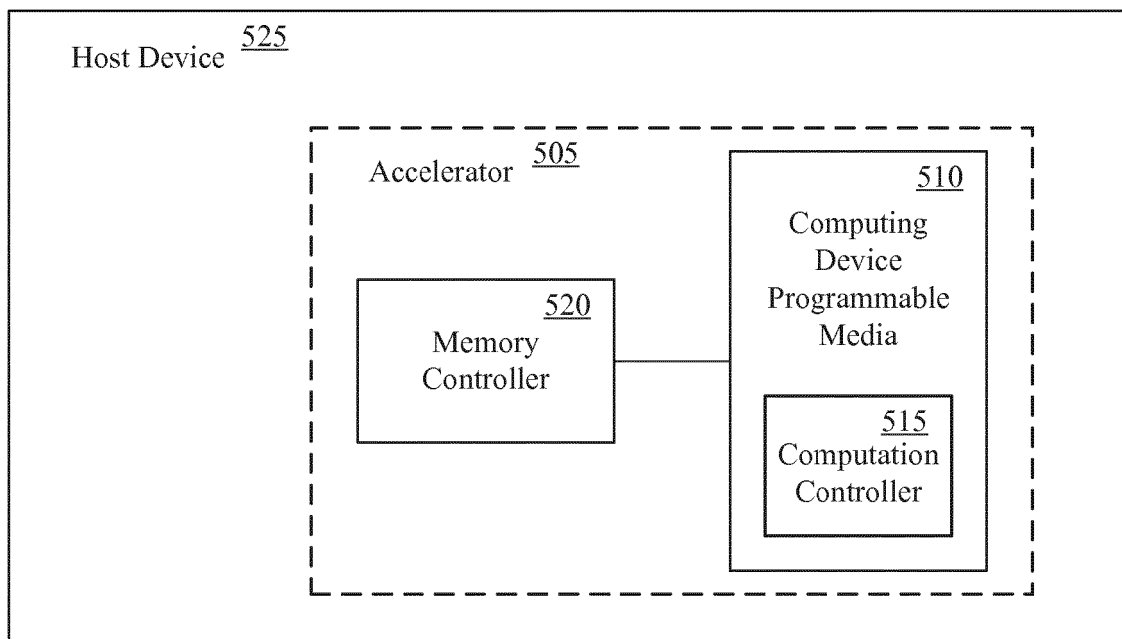 Host Device 525
Accelerator 505
510
Computing
Device
Programmable
Media
520
Memory
Controller
515
Computation
Controller